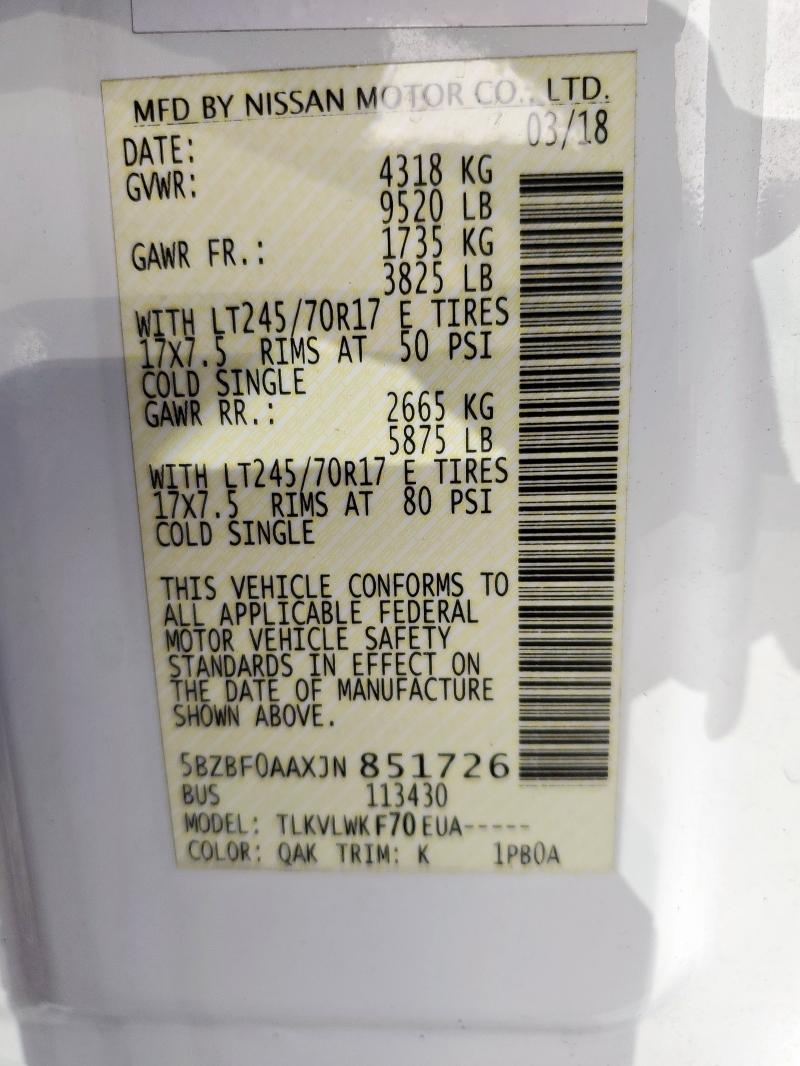 MFD BY NISSAN MOTOR CO., LTD.
DATE: 03/18
GVWR: 4318 KG
9520 LB
GAWR FR.: 1735 KG
3825 LB
WITH LT245/70R17 E TIRES
17X7.5 RIMS AT 50 PSI
COLD SINGLE
GAWR RR.: 2665 KG
5875 LB
WITH LT245/70R17 E TIRES
17X7.5 RIMS AT 80 PSI
COLD SINGLE
THIS VEHICLE CONFORMS TO
ALL APPLICABLE FEDERAL
MOTOR VEHICLE SAFETY
STANDARDS IN EFFECT ON
THE DATE OF MANUFACTURE
SHOWN ABOVE.
5BZBF0AAXJN 851726
BUS 113430
MODEL: TLKVLWK F70 EUA-----
COLOR: QAK TRIM: K 1PB0A